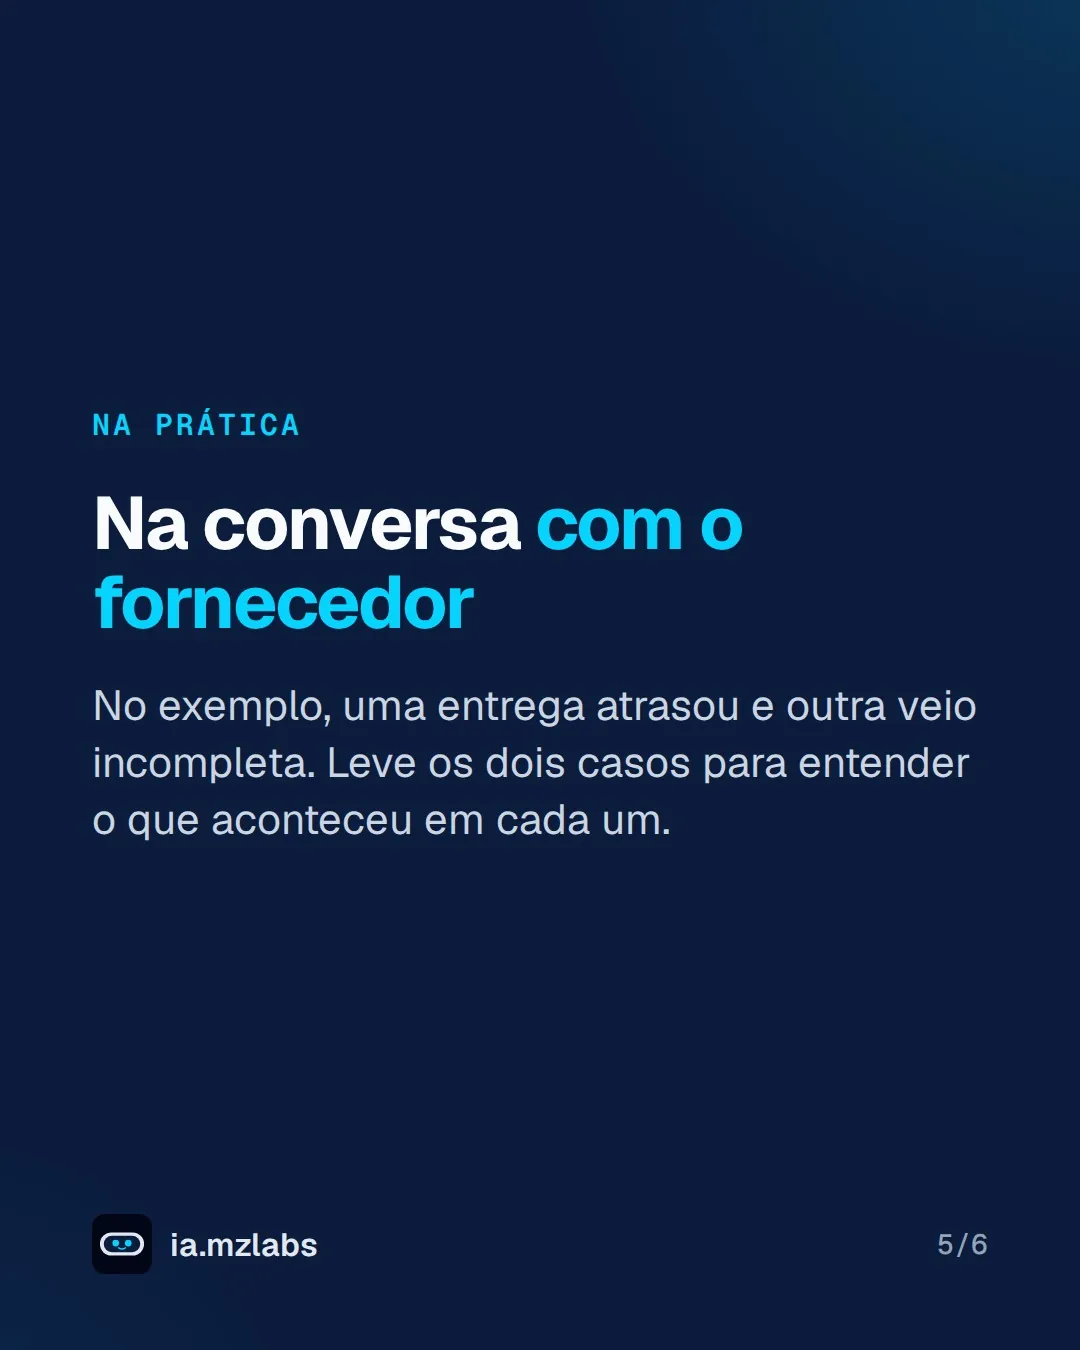 NA PRÁTICA
Na conversa com o
fornecedor
No exemplo, uma entrega atrasou e outra veio
incompleta. Leve os dois casos para entender
o que aconteceu em cada um.
ia.mzlabs
5/6